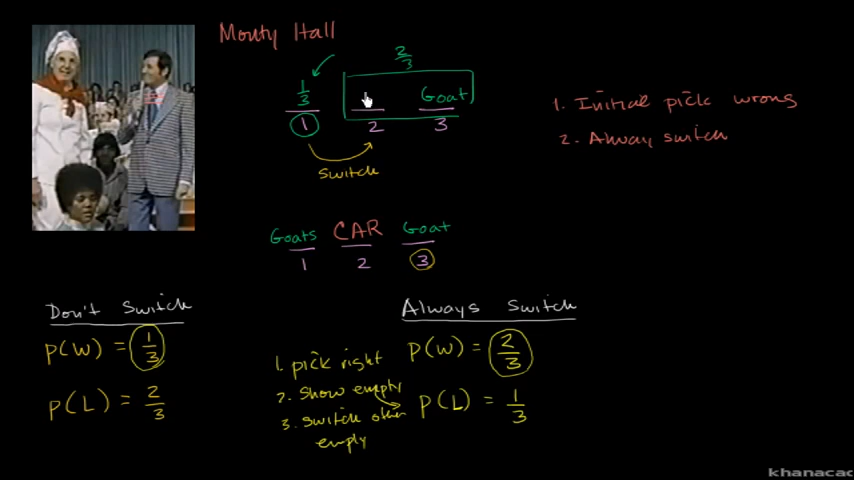 Monty Hall
2/3
1/3 Goat
1 2 3
switch
1. Initial pick wrong
2. Alway switch
Goats CAR Goat
1 2 3
Don't Switch
P(W) = 1/3
P(L) = 2/3
1. pick right
2. show empty
3. switch other
empty
Always Switch
P(W) = 2/3
P(L) = 1/3
khanacac